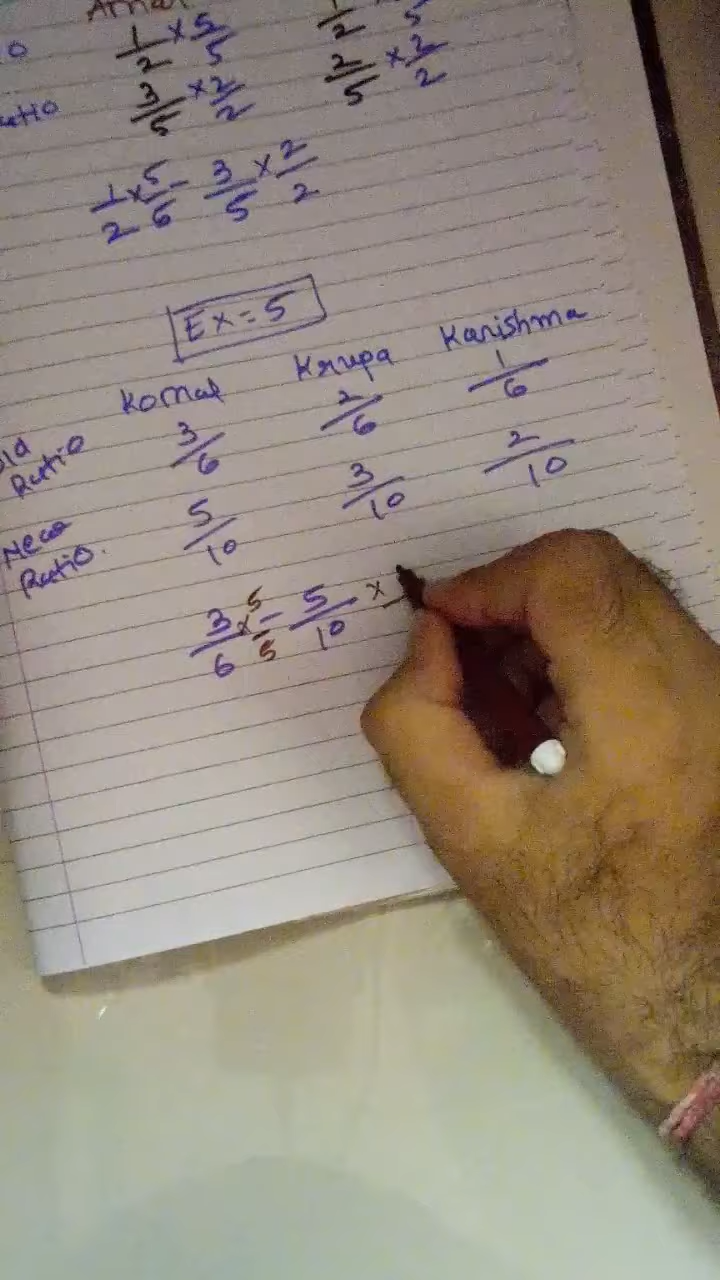 1/2 × 5/5 1/2 5
3/5 × 2/2 2/5 × 2/2
1/2 × 5/5 - 3/5 × 2/2
Ex = 5
Komal Krupa Karishma
Ratio 3/6 2/6 1/6
New Ratio. 5/10 3/10 2/10
3/6 × 5/5 - 5/10 ×